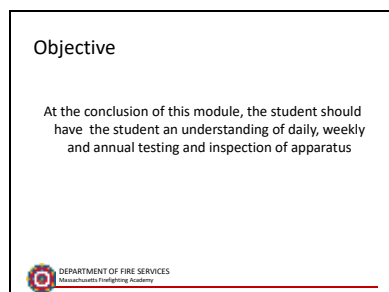 Objective
At the conclusion of this module, the student should
have the student an understanding of daily, weekly
and annual testing and inspection of apparatus
DEPARTMENT OF FIRE SERVICES
Massachusetts Firefighting Academy